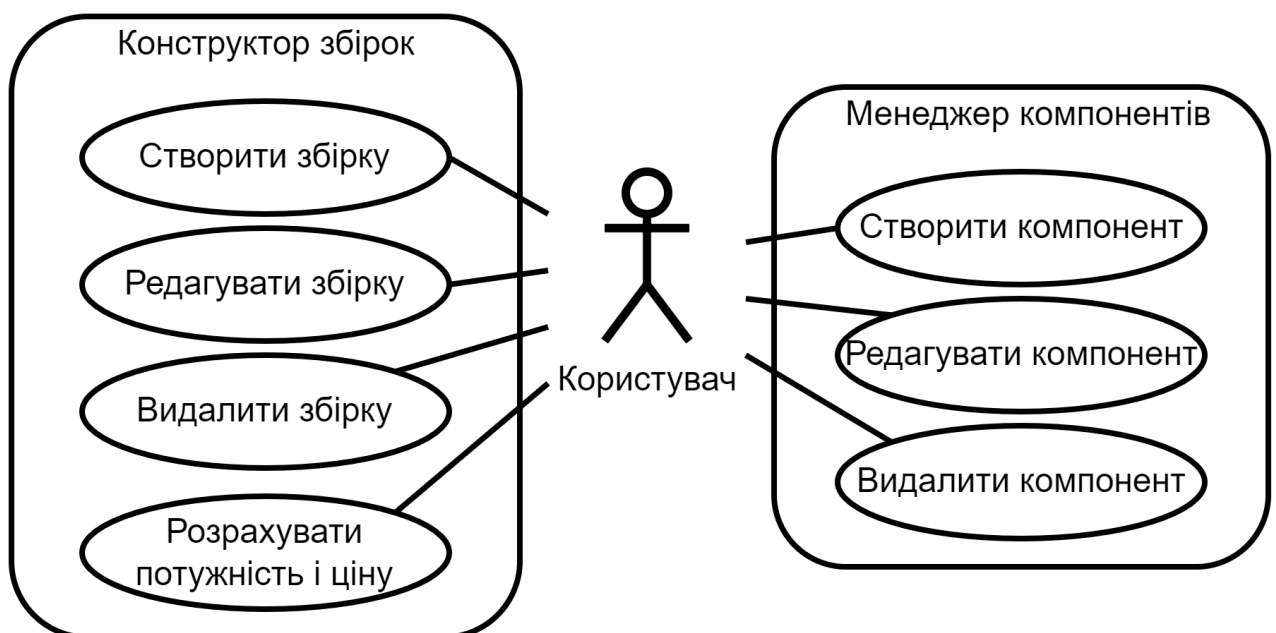 Конструктор збірок
Створити збірку
Редагувати збірку
Видалити збірку
Розрахувати
потужність і ціну
Користувач
Менеджер компонентів
Створити компонент
Редагувати компонент
Видалити компонент